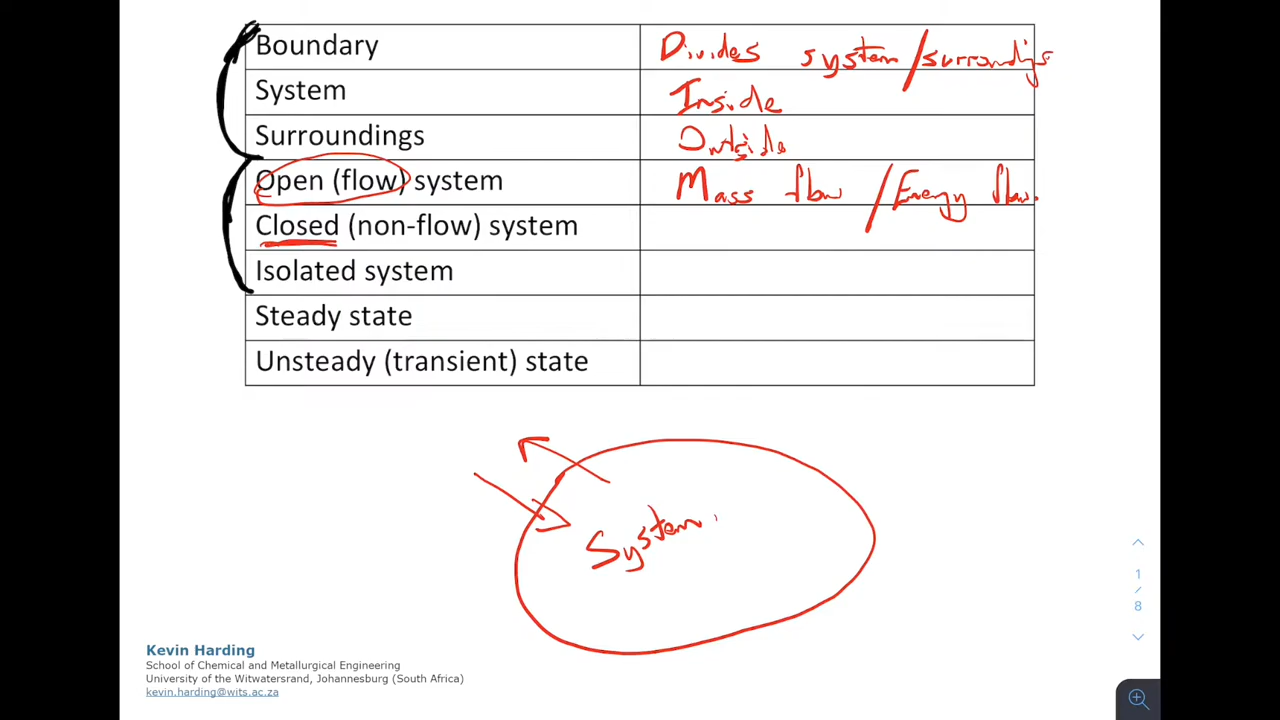 Boundary Divides system/surroundings
System Inside
Surroundings Outside
Open (flow) system Mass flow / Energy flow.
Closed (non-flow) system
Isolated system
Steady state
Unsteady (transient) state
System
1
/
8
Kevin Harding
School of Chemical and Metallurgical Engineering
University of the Witwatersrand, Johannesburg (South Africa)
kevin.harding@wits.ac.za